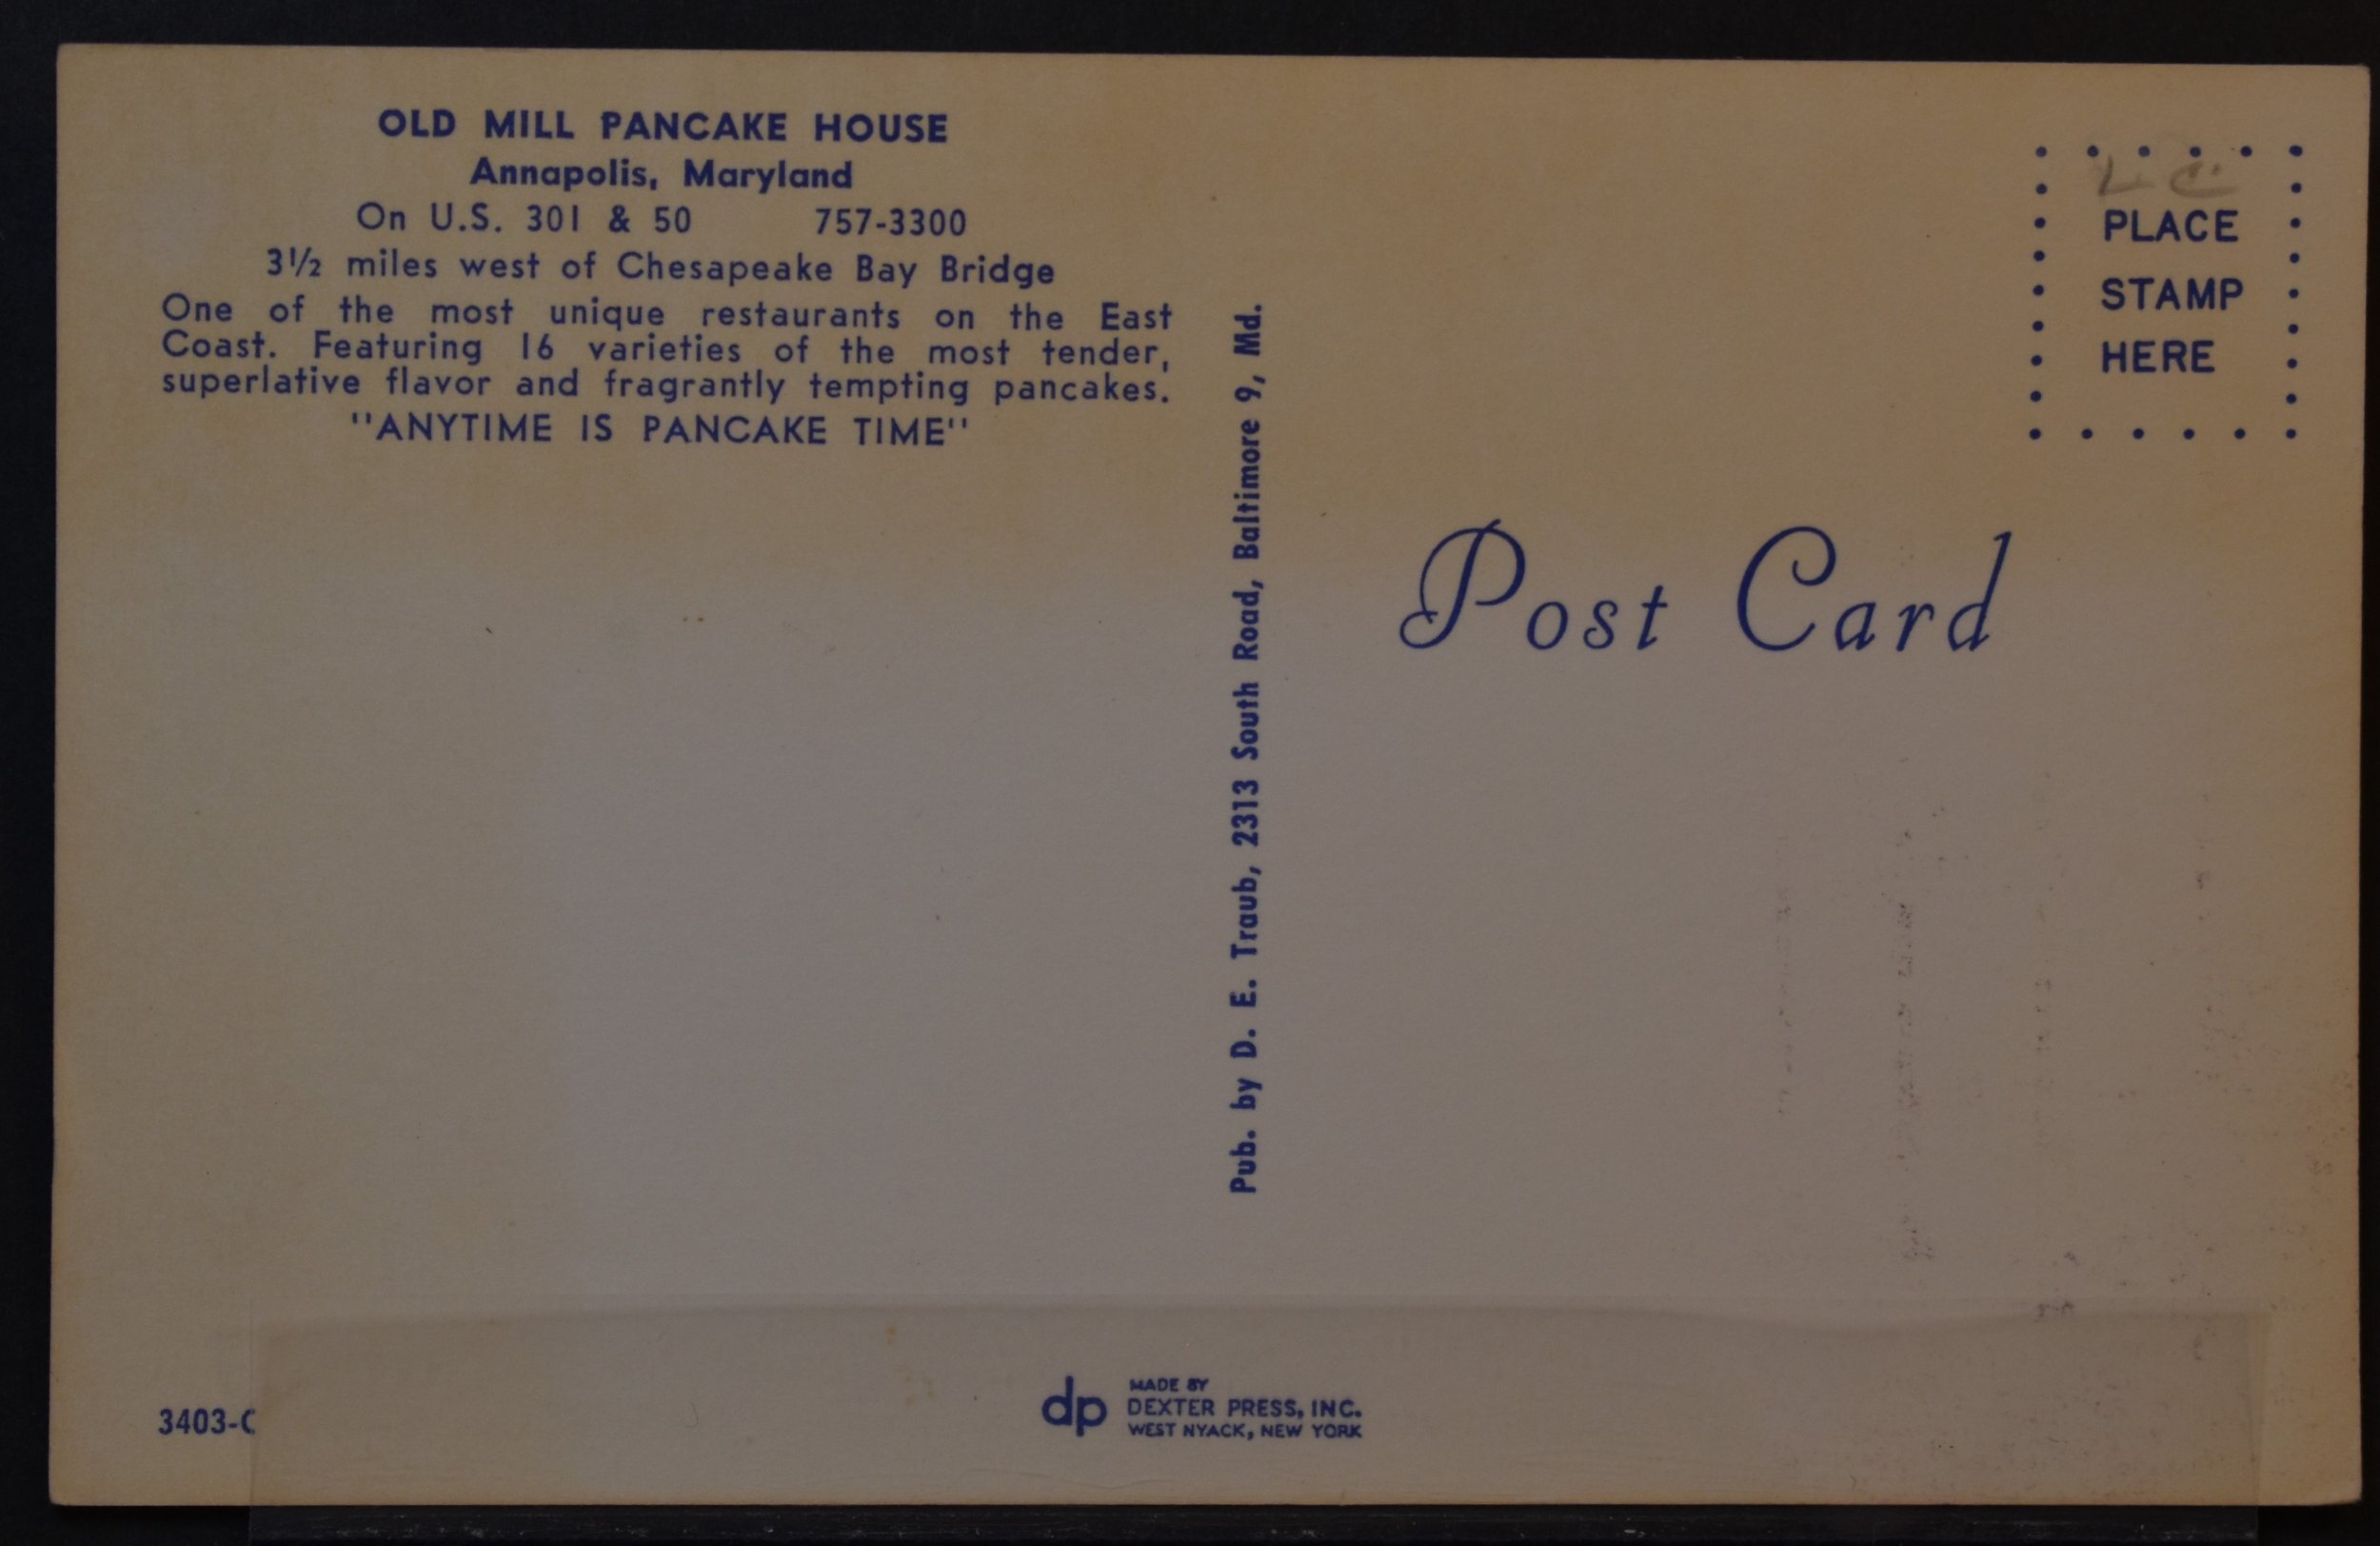 OLD MILL PANCAKE HOUSE
Annapolis, Maryland
On U.S. 301 & 50 757-3300
3½ miles west of Chesapeake Bay Bridge
One of the most unique restaurants on the East
Coast. Featuring 16 varieties of the most tender,
superlative flavor and fragrantly tempting pancakes.
"ANYTIME IS PANCAKE TIME"
Pub. by D. E. Traub, 2313 South Road, Baltimore 9, Md.
PLACE
STAMP
HERE
Post Card
3403-C
dp
MADE BY
DEXTER PRESS, INC.
WEST NYACK, NEW YORK